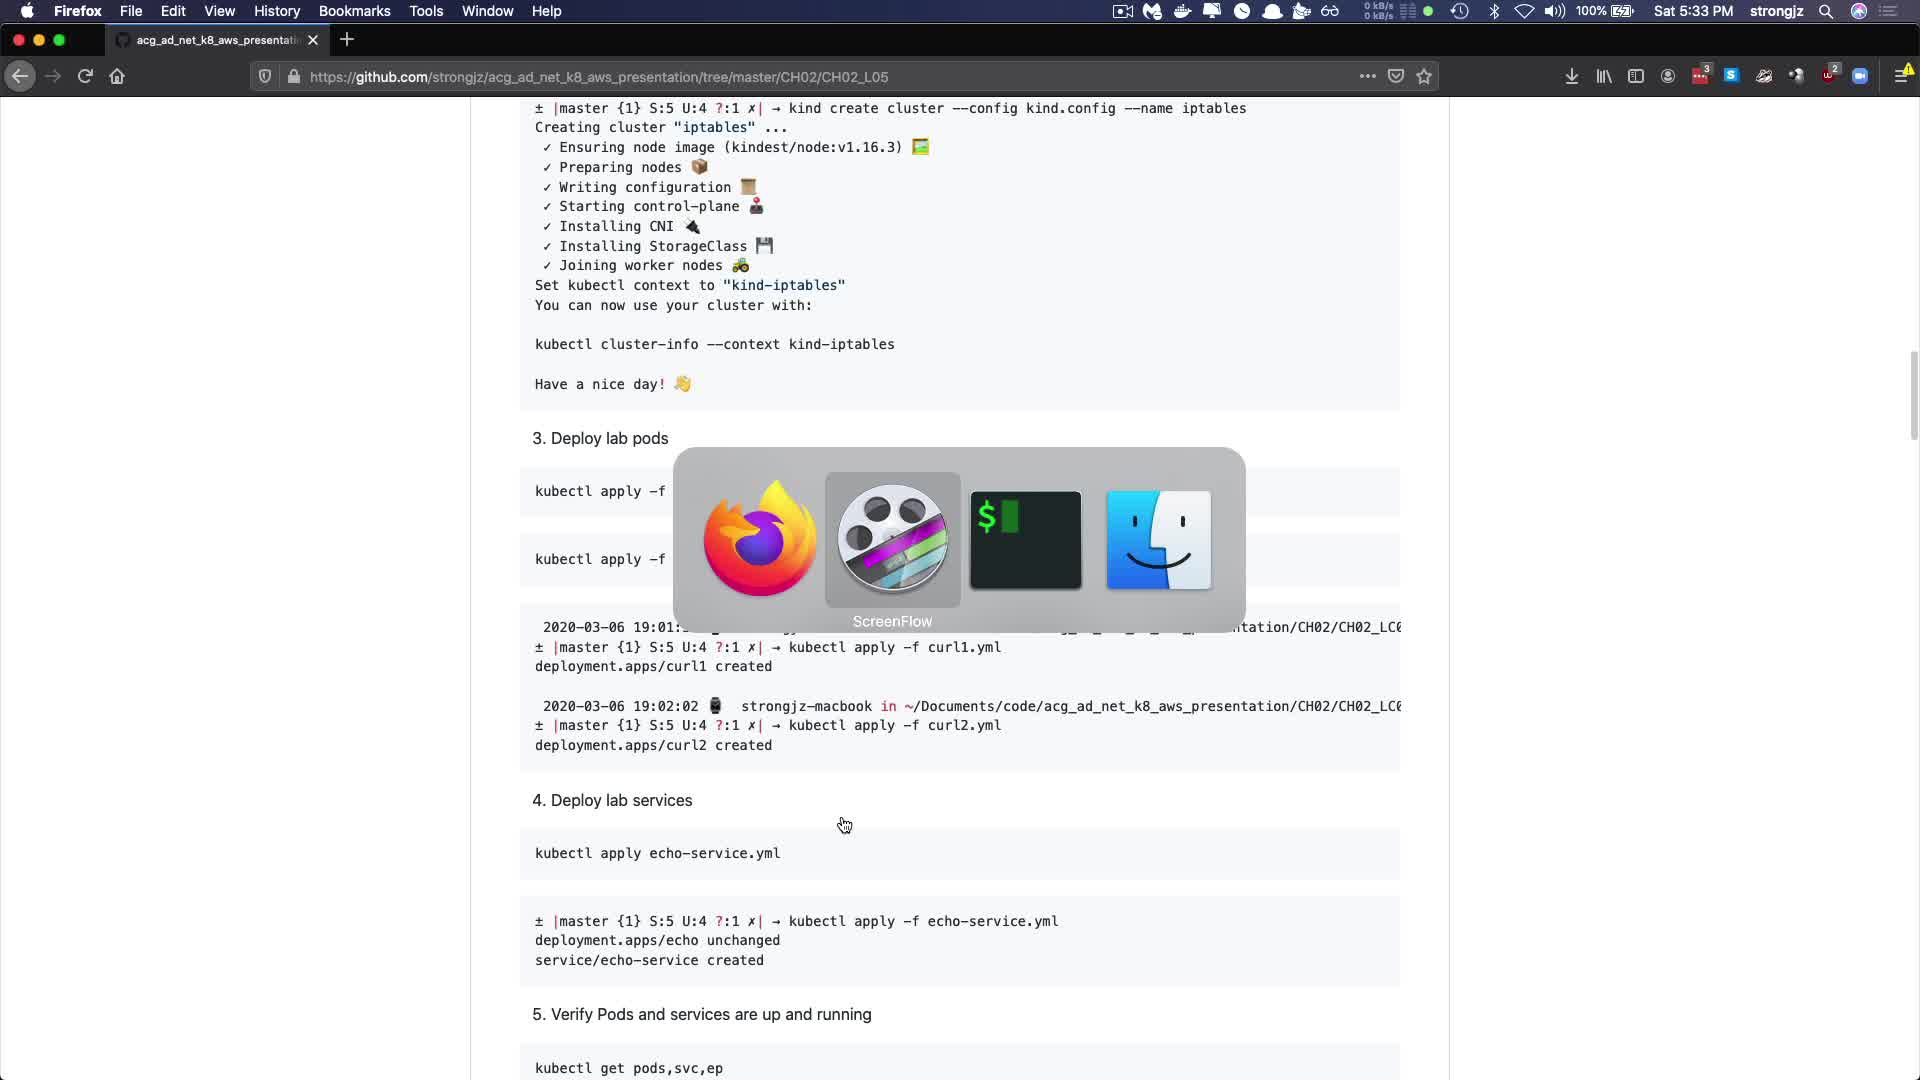 Firefox File Edit View History Bookmarks Tools Window Help 0 kB/s 0 kB/s 100% Sat 5:33 PM strongjz
acg_ad_net_k8_aws_presentati
https://github.com/strongjz/acg_ad_net_k8_aws_presentation/tree/master/CH02/CH02_L05 3 S 2
± |master {1} S:5 U:4 ?:1 ✗| → kind create cluster --config kind.config --name iptables
Creating cluster "iptables" ...
✓ Ensuring node image (kindest/node:v1.16.3) 🖼
✓ Preparing nodes 📦
✓ Writing configuration 📜
✓ Starting control-plane 🕹
✓ Installing CNI 🔌
✓ Installing StorageClass 💾
✓ Joining worker nodes 🚜
Set kubectl context to "kind-iptables"
You can now use your cluster with:
kubectl cluster-info --context kind-iptables
Have a nice day! 👋
3. Deploy lab pods
kubectl apply -f
$
kubectl apply -f
ScreenFlow
2020-03-06 19:01: ntation/CH02/CH02_LC
± |master {1} S:5 U:4 ?:1 ✗| → kubectl apply -f curl1.yml
deployment.apps/curl1 created
2020-03-06 19:02:02 ⌚ strongjz-macbook in ~/Documents/code/acg_ad_net_k8_aws_presentation/CH02/CH02_LC
± |master {1} S:5 U:4 ?:1 ✗| → kubectl apply -f curl2.yml
deployment.apps/curl2 created
4. Deploy lab services
kubectl apply echo-service.yml
± |master {1} S:5 U:4 ?:1 ✗| → kubectl apply -f echo-service.yml
deployment.apps/echo unchanged
service/echo-service created
5. Verify Pods and services are up and running
kubectl get pods,svc,ep